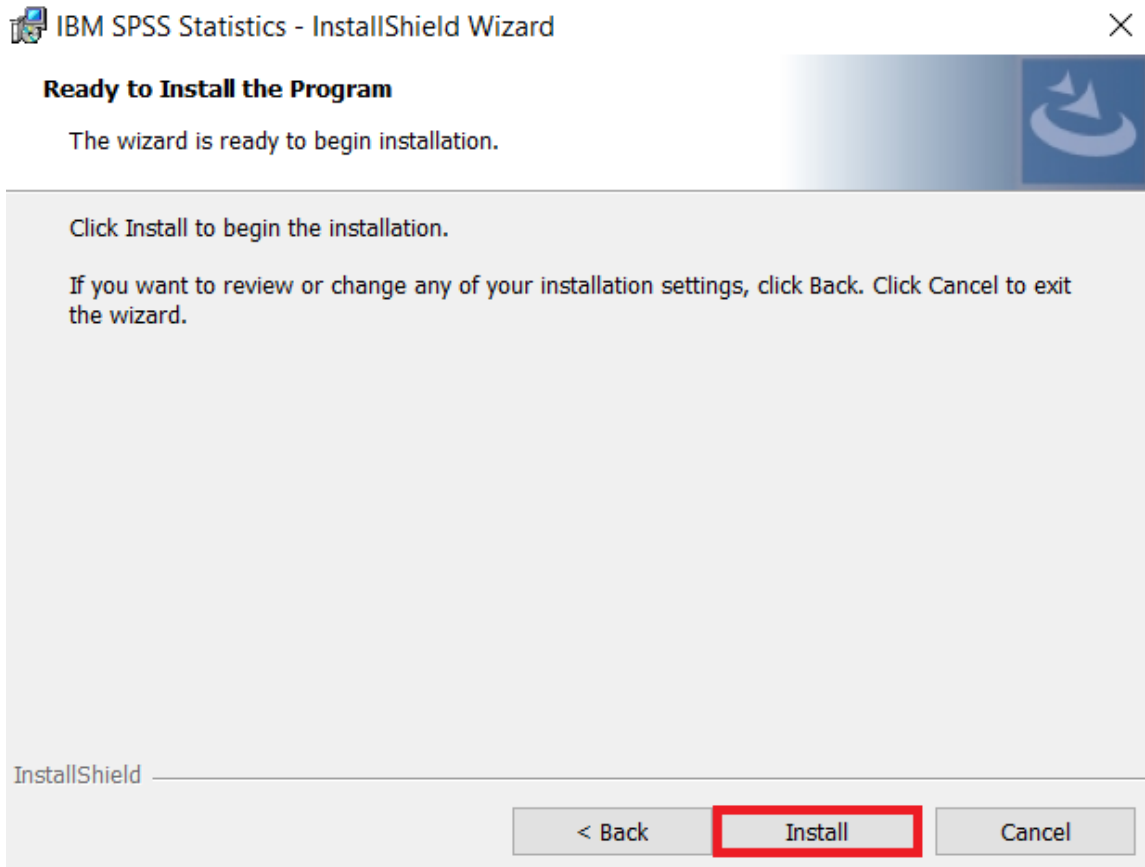 IBM SPSS Statistics - InstallShield Wizard
Ready to Install the Program
The wizard is ready to begin installation.
Click Install to begin the installation.
If you want to review or change any of your installation settings, click Back. Click Cancel to exit
the wizard.
InstallShield
< Back Install Cancel